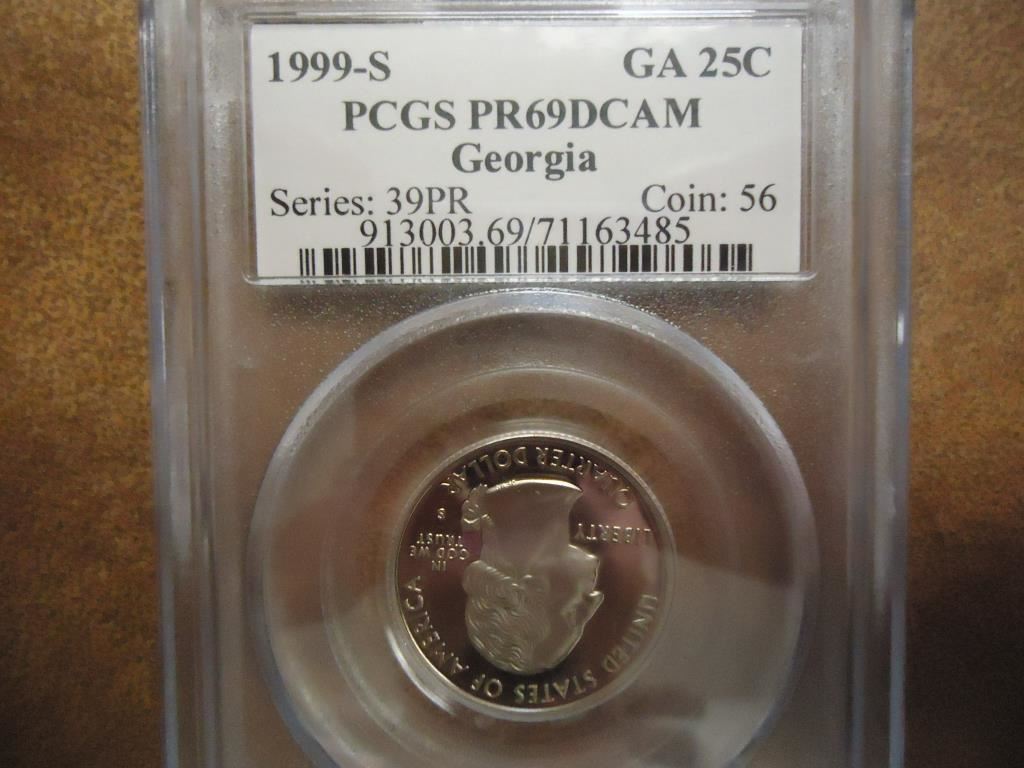 1999-S GA 25C
PCGS PR69DCAM
Georgia
Series: 39PR Coin: 56
913003.69/71163485
UNITED STATES OF AMERICA
LIBERTY
IN
GOD WE
TRUST
S
QUARTER DOLLAR